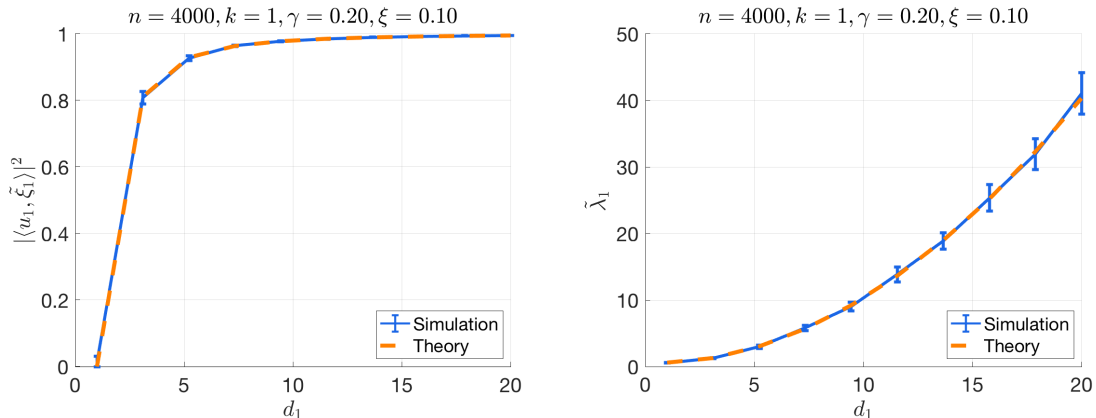 n = 4000, k = 1, γ = 0.20, ξ = 0.10
1
0.8
0.6
0.4
0.2
0
|⟨u₁, ξ̃₁⟩|²
0 5 10 15 20
d₁
Simulation
Theory
n = 4000, k = 1, γ = 0.20, ξ = 0.10
50
40
30
20
10
0
λ̃₁
0 5 10 15 20
d₁
Simulation
Theory